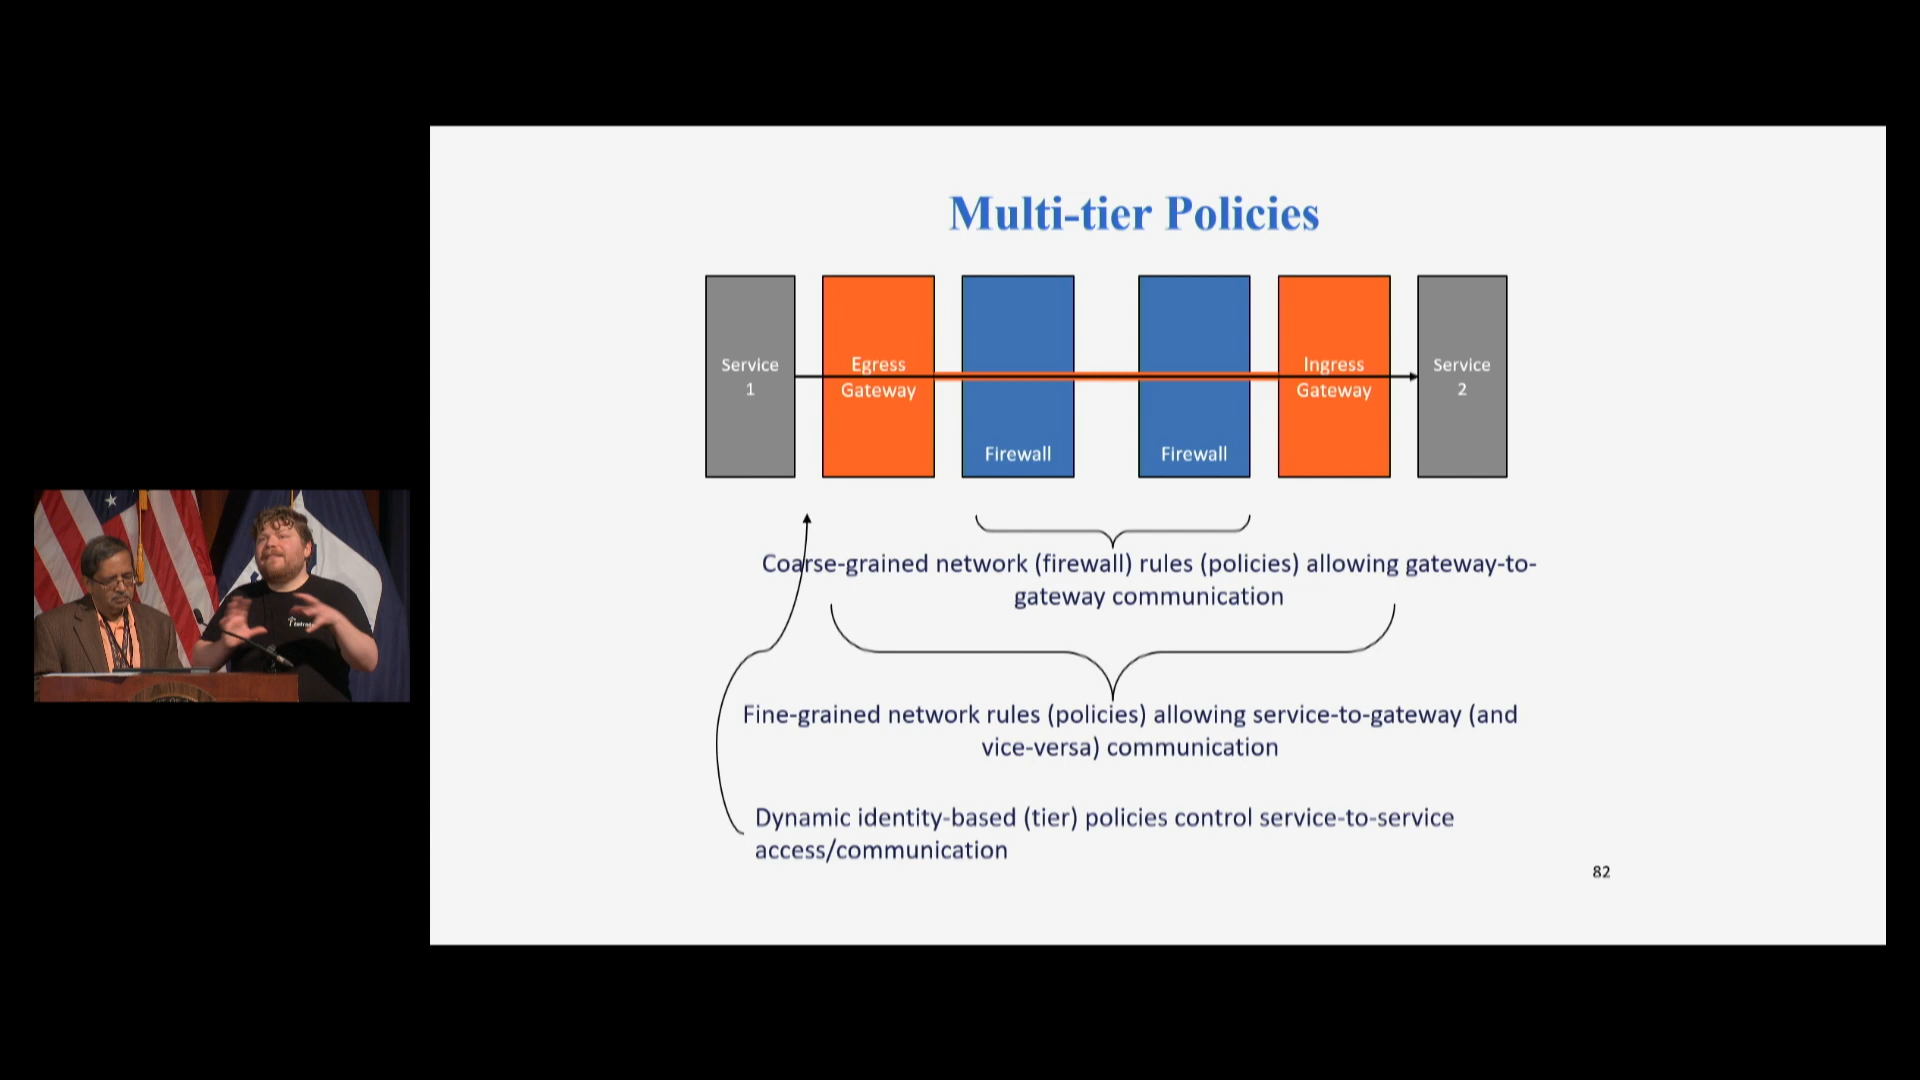 Multi-tier Policies
Service
1
Egress
Gateway
Firewall
Firewall
Ingress
Gateway
Service
2
Coarse-grained network (firewall) rules (policies) allowing gateway-to-
gateway communication
Fine-grained network rules (policies) allowing service-to-gateway (and
vice-versa) communication
Dynamic identity-based (tier) policies control service-to-service
access/communication
82